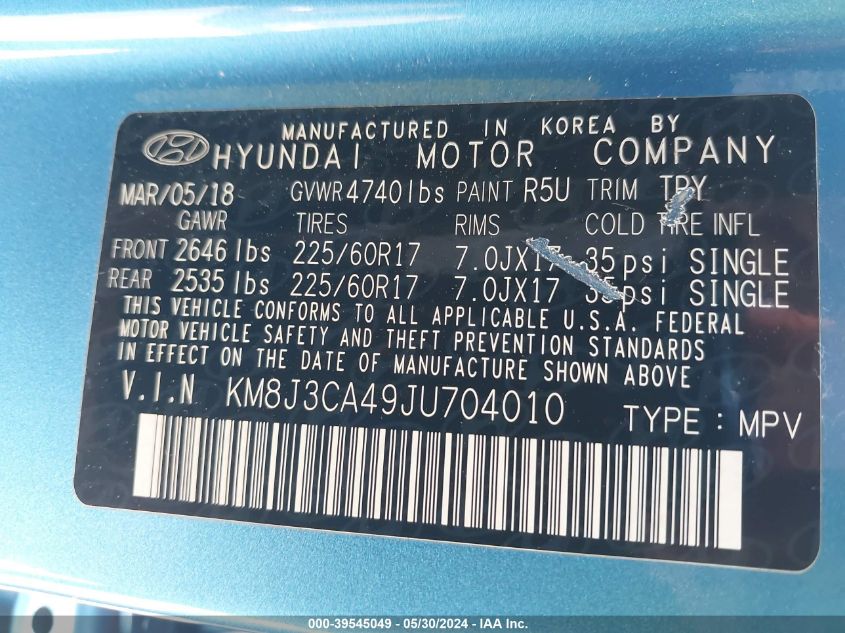 MANUFACTURED IN KOREA BY
HYUNDAI MOTOR COMPANY
MAR/05/18 GVWR 4740 lbs PAINT R5U TRIM TRY
GAWR TIRES RIMS COLD TIRE INFL
FRONT 2646 lbs 225/60R17 7.0JX17 35 psi SINGLE
REAR 2535 lbs 225/60R17 7.0JX17 35 psi SINGLE
THIS VEHICLE CONFORMS TO ALL APPLICABLE U.S.A. FEDERAL
MOTOR VEHICLE SAFETY AND THEFT PREVENTION STANDARDS
IN EFFECT ON THE DATE OF MANUFACTURE SHOWN ABOVE
V.I.N KM8J3CA49JU704010 TYPE : MPV
000-39545049 - 05/30/2024 - IAA Inc.